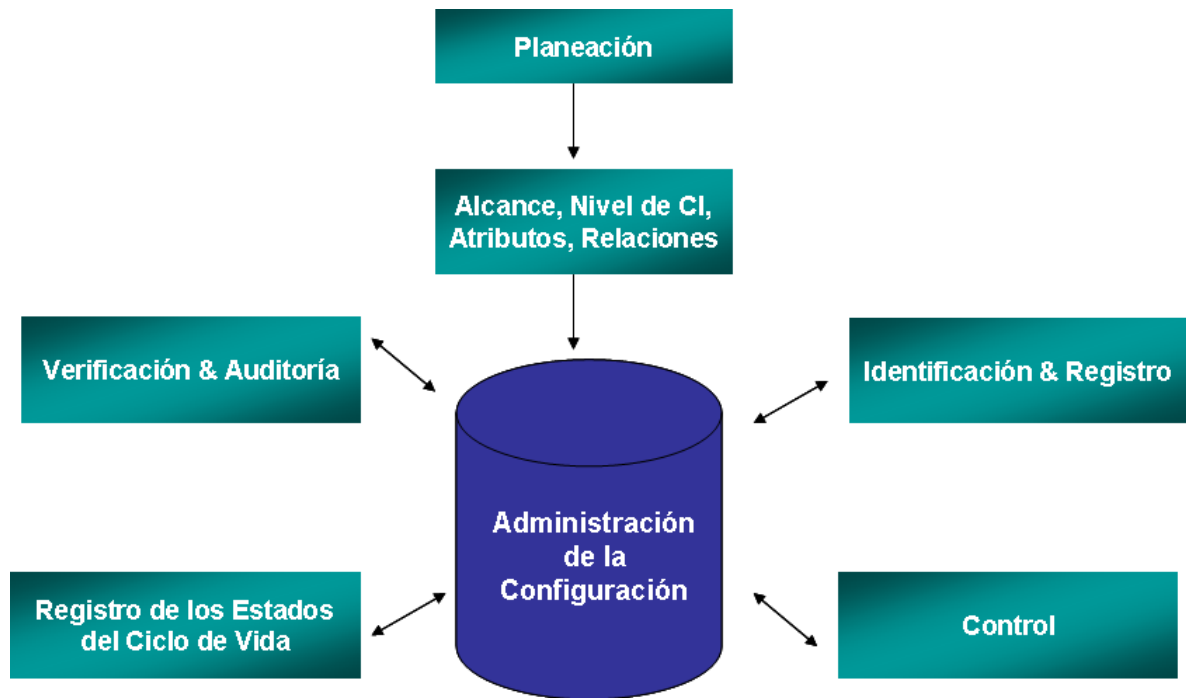 Planeación
Alcance, Nivel de CI,
Atributos, Relaciones
Verificación & Auditoría
Identificación & Registro
Administración
de la
Configuración
Registro de los Estados
del Ciclo de Vida
Control